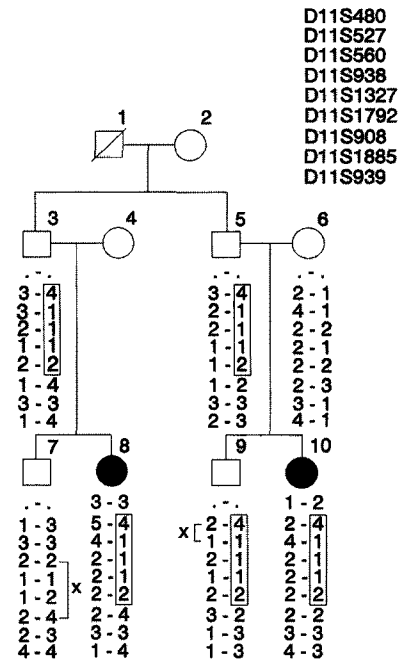 D11S480
D11S527
D11S560
D11S938
D11S1327
D11S1792
D11S908
D11S1885
D11S939
1
2
3
4
5
6
. - .
3 - 4
3 - 1
2 - 1
1 - 1
2 - 2
1 - 4
3 - 3
1 - 4
. - .
3 - 4
2 - 1
2 - 1
1 - 1
1 - 2
1 - 2
3 - 3
2 - 3
. - .
2 - 1
4 - 1
2 - 2
2 - 1
2 - 2
2 - 3
3 - 1
4 - 1
7
8
9
10
. - .
1 - 3
3 - 3
2 - 2
1 - 1
1 - 2
2 - 4
2 - 3
4 - 4
x
3 - 3
5 - 4
4 - 1
2 - 1
2 - 1
2 - 2
2 - 4
3 - 3
1 - 4
x
. - .
2 - 4
1 - 1
2 - 1
2 - 1
2 - 2
3 - 2
1 - 3
1 - 3
1 - 2
2 - 4
4 - 1
2 - 1
2 - 1
2 - 2
2 - 2
3 - 3
4 - 3